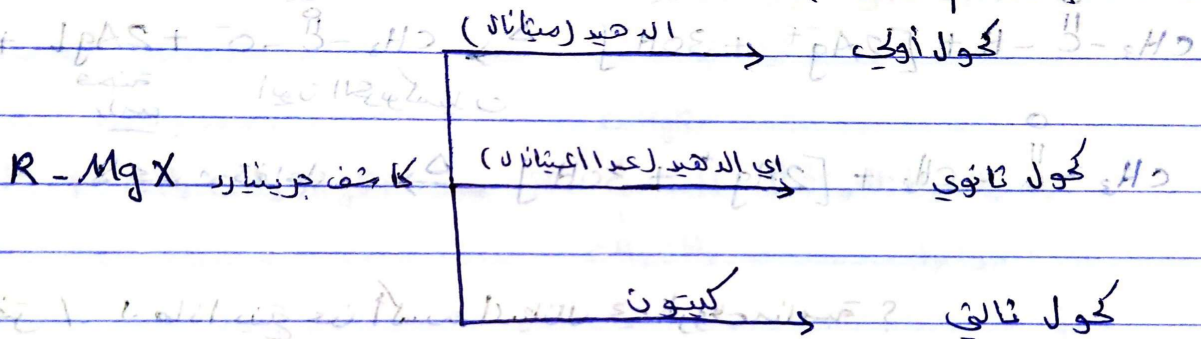 الدهيد (ميثانال) كحول أولي
R - MgX كاشف جرينيارد اي الدهيد (عدا الميثانال) كحول ثانوي
كيتون كحول ثالثي